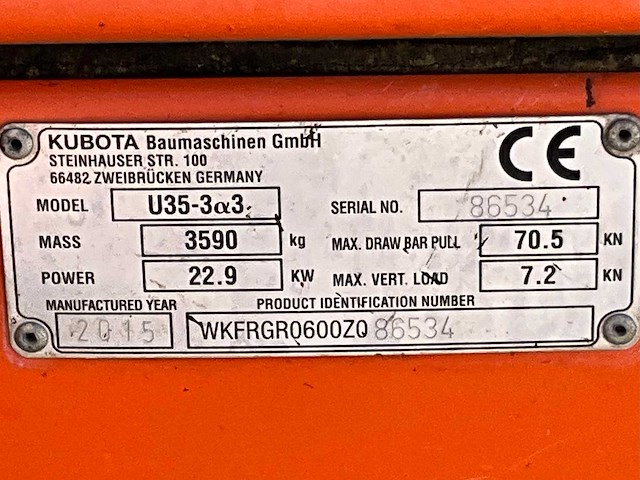 KUBOTA Baumaschinen GmbH
STEINHAUSER STR. 100
66482 ZWEIBRÜCKEN GERMANY
CE
MODEL U35-3α3 SERIAL NO. 86534
MASS 3590 kg MAX. DRAW BAR PULL 70.5 KN
POWER 22.9 KW MAX. VERT. LOAD 7.2 KN
MANUFACTURED YEAR PRODUCT IDENTIFICATION NUMBER
2015 WKFRGR0600Z086534